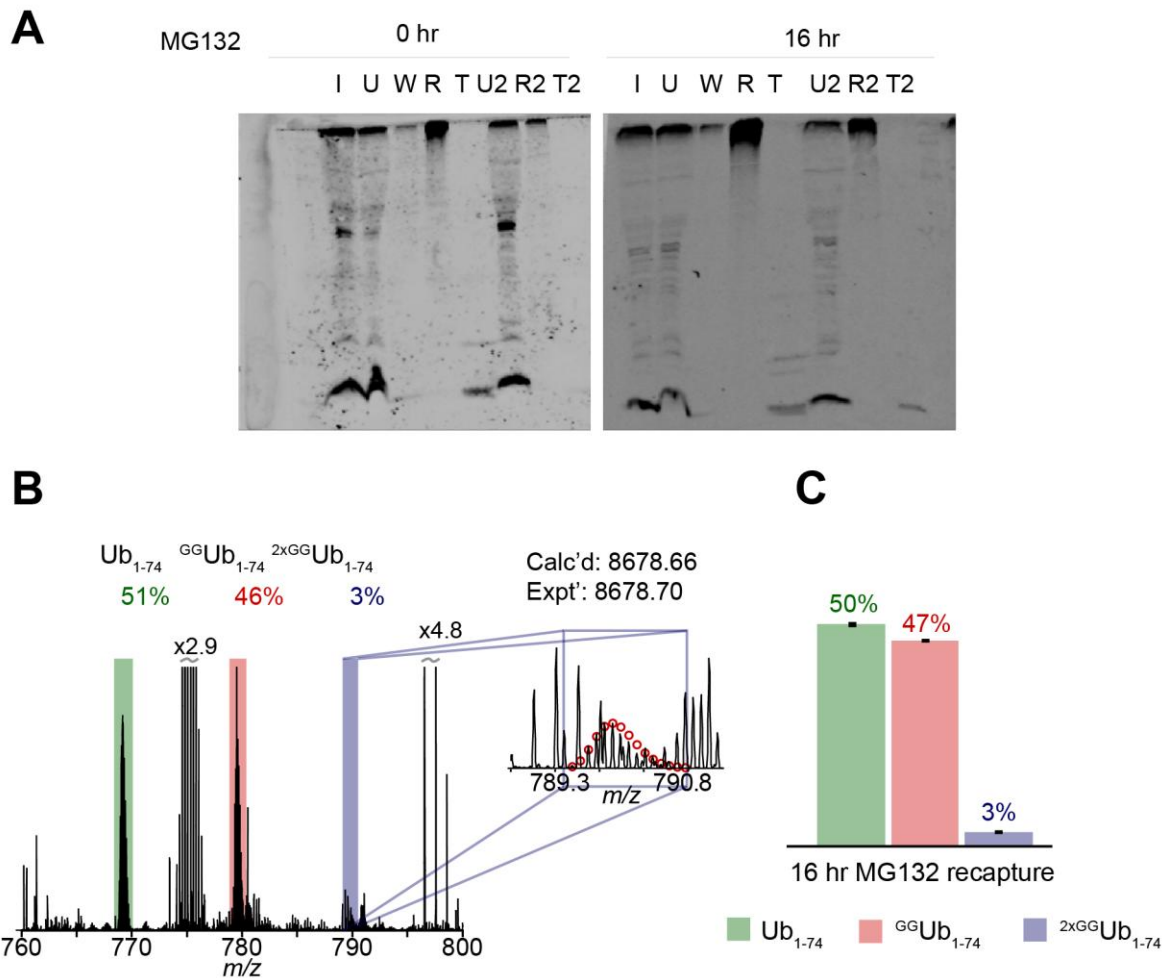 A
MG132 0 hr 16 hr
I U W R T U2 R2 T2 I U W R T U2 R2 T2
B
C
Ub1-74 GGUb1-74 2xGGUb1-74
51% 46% 3%
Calc'd: 8678.66
Expt': 8678.70
x2.9
x4.8
789.3 790.8
m/z
760 770 780 790 800
m/z
50%
47%
3%
16 hr MG132 recapture
Ub1-74 GGUb1-74 2xGGUb1-74